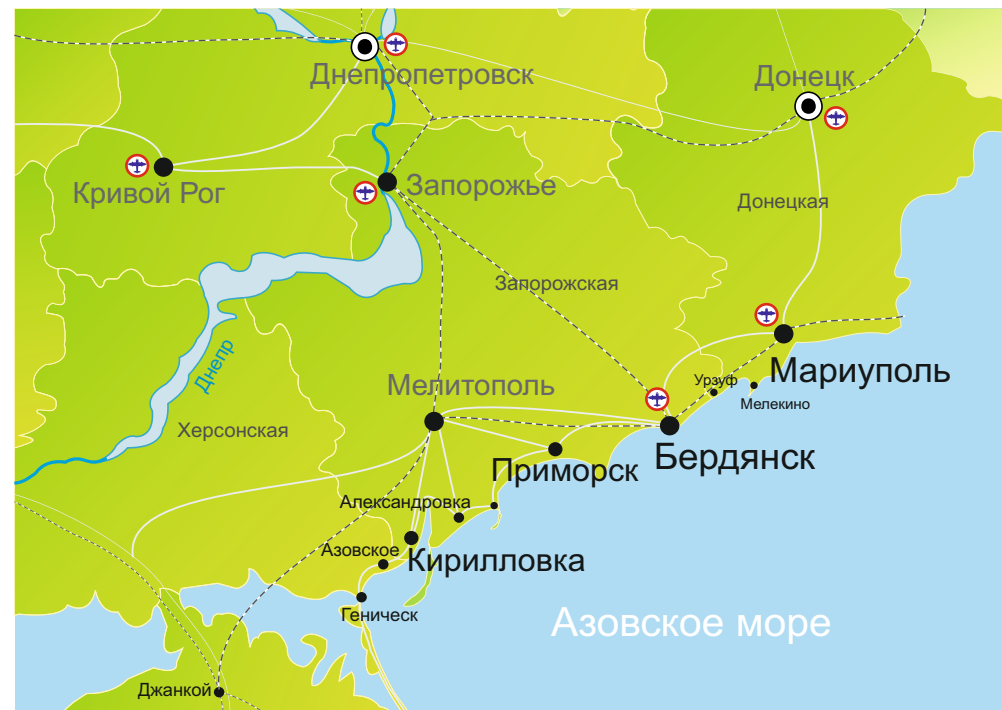 Днепропетровск
Донецк
Кривой Рог
Запорожье
Донецкая
Запорожская
Днепр
Мариуполь
Урзуф
Мелекино
Мелитополь
Херсонская
Бердянск
Приморск
Александровка
Азовское
Кирилловка
Геническ
Азовское море
Джанкой